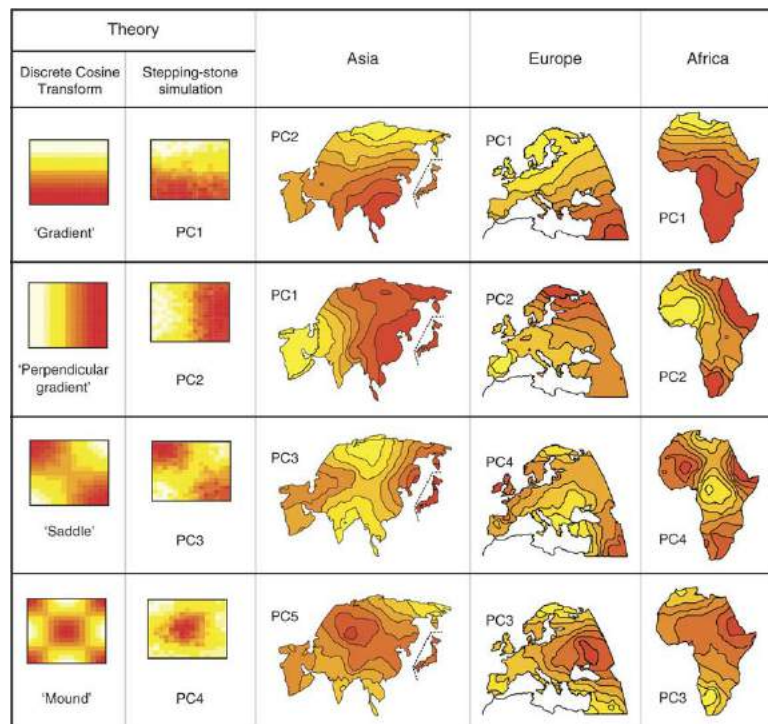 Theory
Asia
Europe
Africa
Discrete Cosine
Transform
Stepping-stone
simulation
'Gradient'
PC1
PC2
PC1
PC1
'Perpendicular
gradient'
PC2
PC1
PC2
PC2
'Saddle'
PC3
PC3
PC4
PC4
'Mound'
PC4
PC5
PC3
PC3